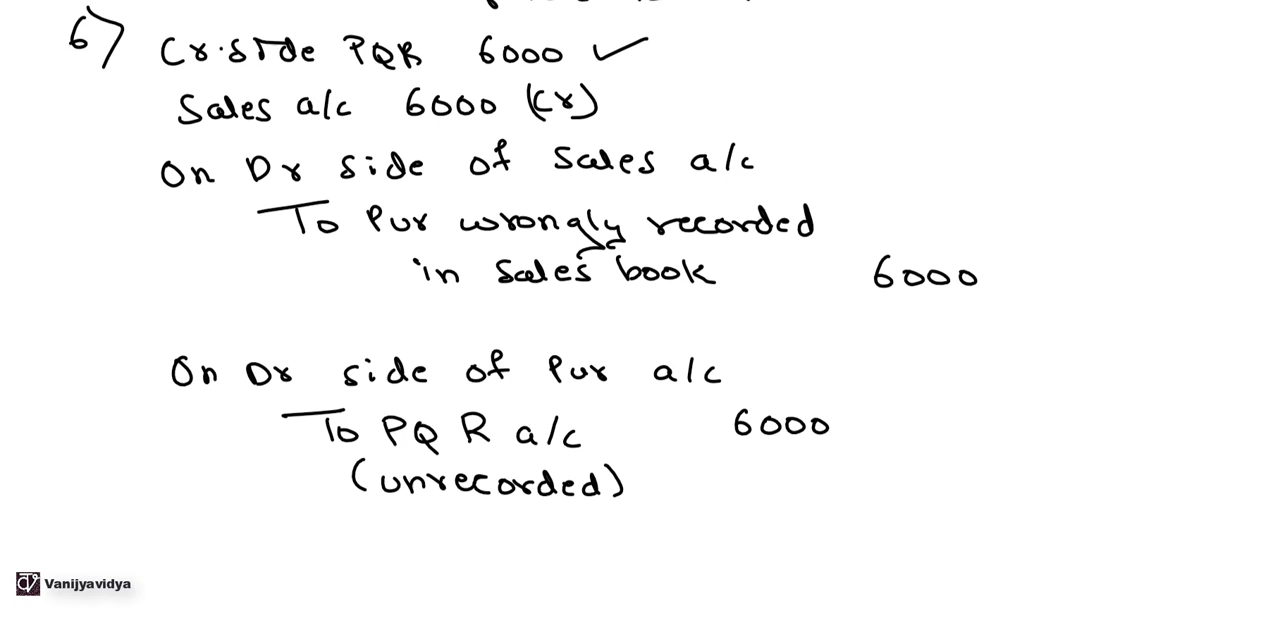 6) Cr.side PQR 6000 ✓
Sales a/c 6000 (Cr)
On Dr side of Sales a/c
To Pur wrongly recorded
in Sales book 6000
On Dr side of Pur a/c
To PQR a/c 6000
(unrecorded)
Vanijyavidya